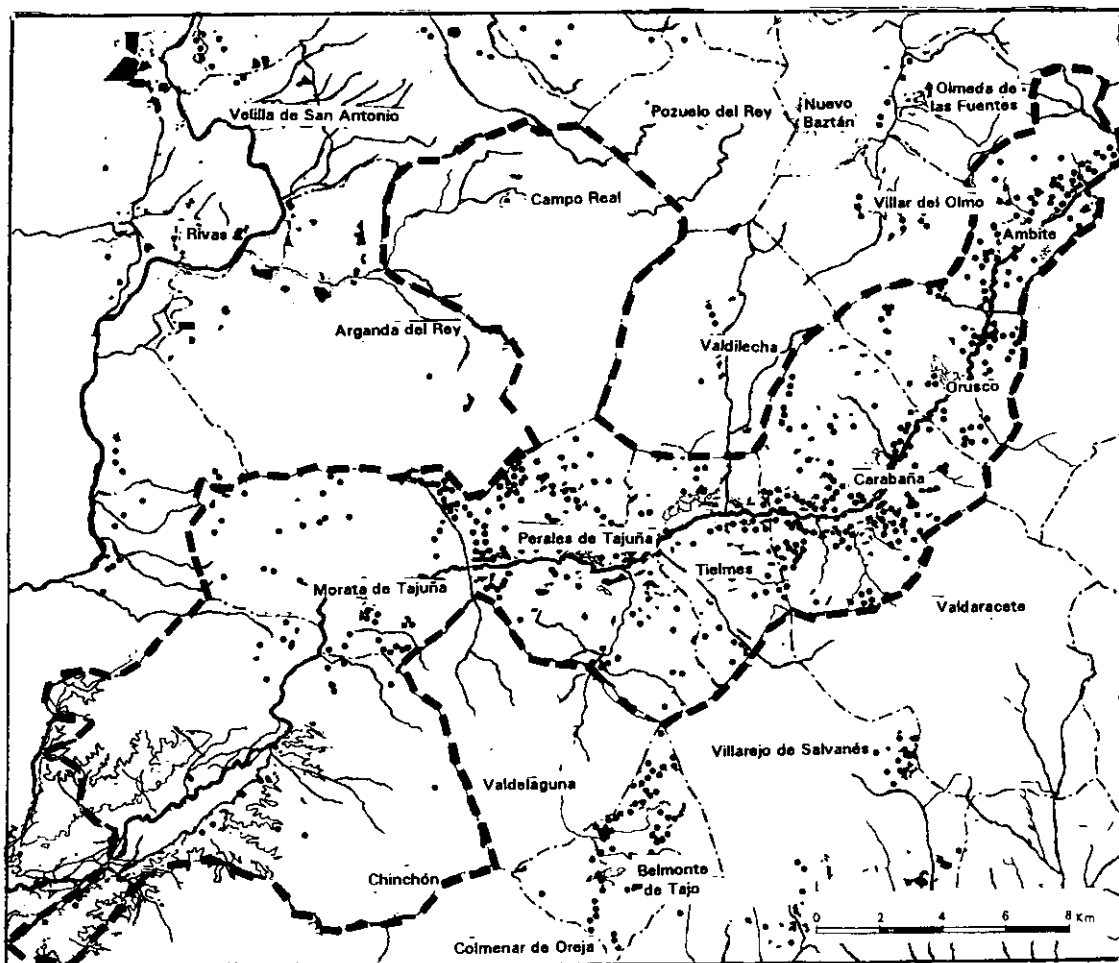 Olmeda de
las Fuentes
Velilla de San Antonio
Pozuelo del Rey
Nuevo
Baztán
Campo Real
Villar del Olmo
Rivas
Ambite
Arganda del Rey
Valdilecha
Orusco
Carabaña
Perales de Tajuña
Tielmes
Morata de Tajuña
Valdaracete
Villarejo de Salvanés
Valdelaguna
Chinchón
Belmonte
de Tajo
Colmenar de Oreja
0 2 4 6 8 Km